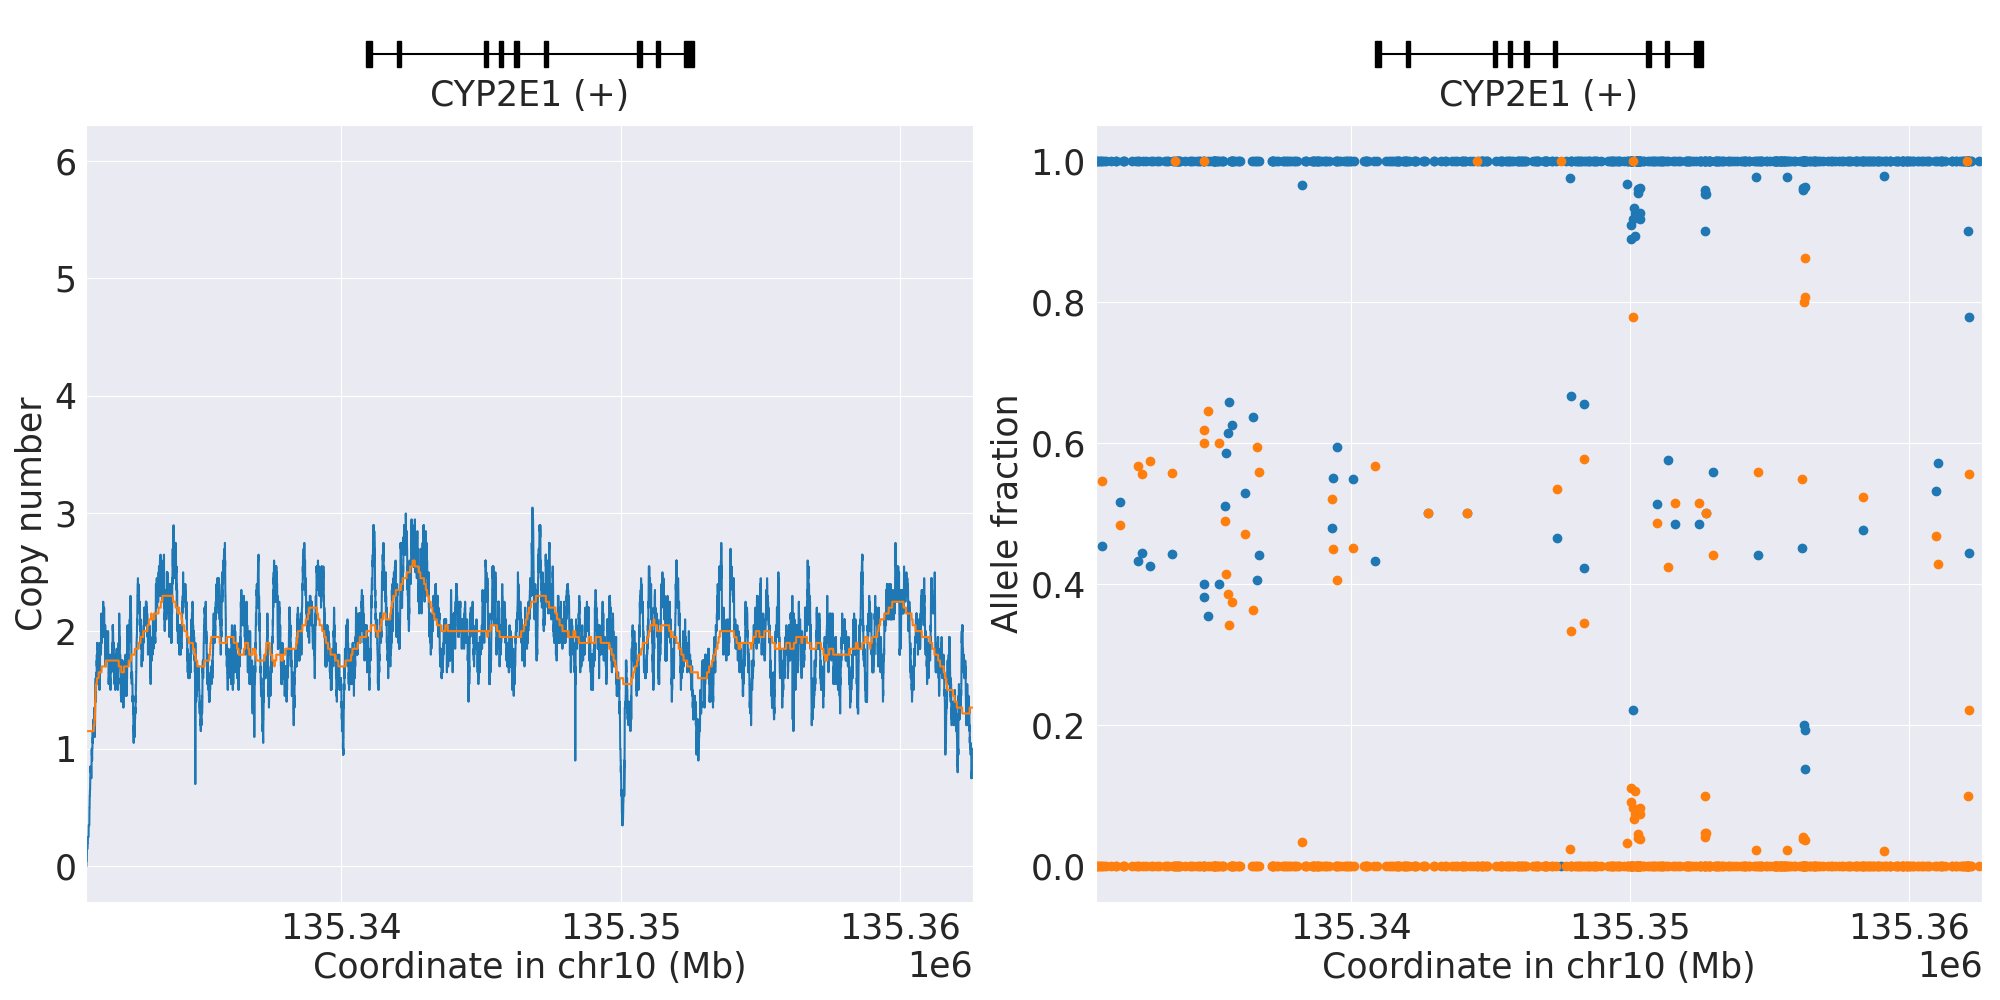 CYP2E1 (+)
6
5
4
3
2
1
0
Copy number
135.34 135.35 135.36
Coordinate in chr10 (Mb)
1e6
CYP2E1 (+)
1.0
0.8
0.6
0.4
0.2
0.0
Allele fraction
135.34 135.35 135.36
Coordinate in chr10 (Mb)
1e6